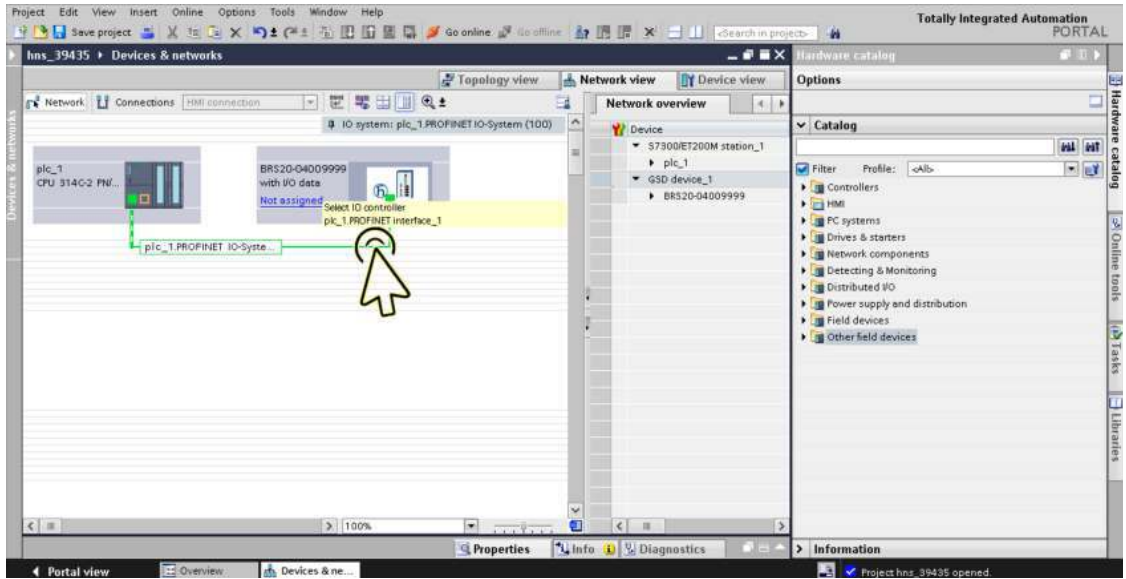 Project Edit View Insert Online Options Tools Window Help
Totally Integrated Automation
PORTAL
Save project Go online Go offline <Search in project>
hns_39435 ▸ Devices & networks
Hardware catalog
Topology view Network view Device view
Options
Network Connections HMI connection
Network overview
IO system: plc_1.PROFINET IO-System (100)
Catalog
Device
S7300/ET200M station_1
plc_1
GSD device_1
BRS20-04009999
plc_1
CPU 314C-2 PN/...
BRS20-04009999
with I/O data
Not assigned
Select IO controller
plc_1.PROFINET interface_1
plc_1.PROFINET IO-Syste...
Filter Profile: <All>
Controllers
HMI
PC systems
Drives & starters
Network components
Detecting & Monitoring
Distributed I/O
Power supply and distribution
Field devices
Other field devices
Devices & networks
Hardware catalog
Online tools
Tasks
Libraries
100%
Properties Info Diagnostics
Information
Portal view Overview Devices & ne...
Project hns_39435 opened.